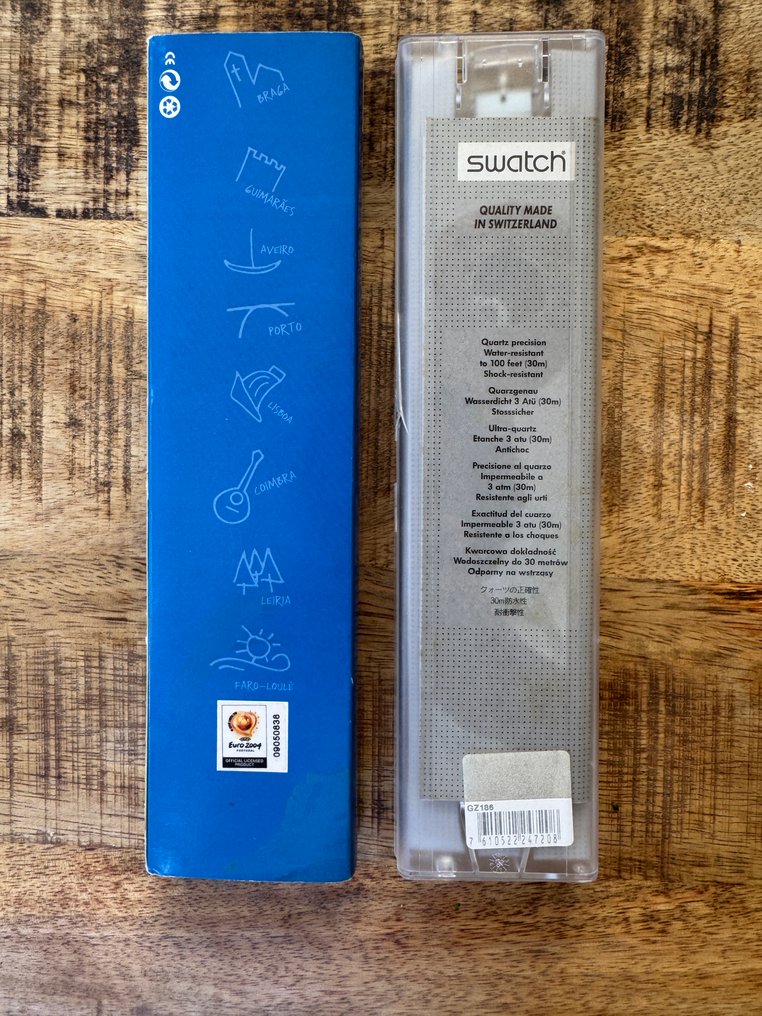 CE
BRAGA
GUIMARÃES
AVEIRO
PORTO
LISBOA
COIMBRA
LEIRIA
FARO-LOULÉ
EURO 2004
PORTUGAL
OFFICIAL LICENSED
PRODUCT
09050838
swatch®
QUALITY MADE
IN SWITZERLAND
Quartz precision
Water-resistant
to 100 feet (30m)
Shock-resistant
Quarzgenau
Wasserdicht 3 Atü (30m)
Stosssicher
Ultra-quartz
Etanche 3 atu (30m)
Antichoc
Precisione al quarzo
Impermeabile a
3 atm (30m)
Resistente agli urti
Exactitud del cuarzo
Impermeable 3 atu (30m)
Resistente a los choques
Kwarcowa dokładność
Wodoszczelny do 30 metrów
Odporny na wstrząsy
クォーツの正確性
30m防水性
耐衝撃性
GZ186
7 610522 247208